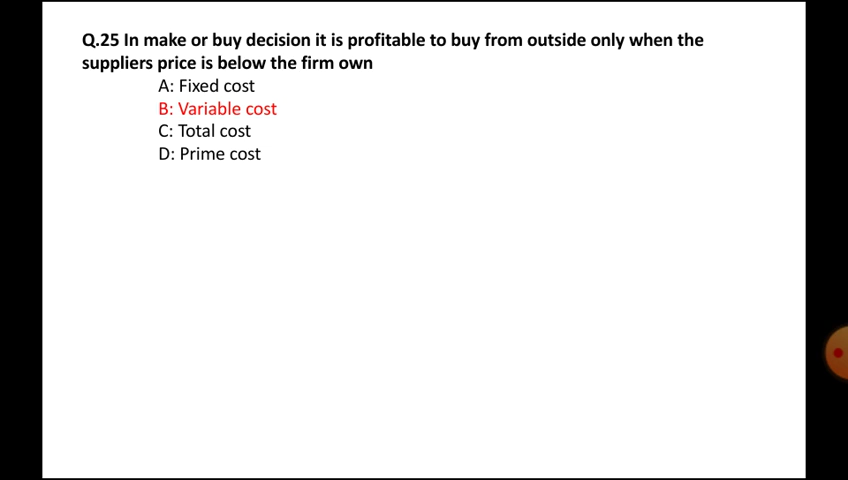 Q.25 In make or buy decision it is profitable to buy from outside only when the
suppliers price is below the firm own
A: Fixed cost
B: Variable cost
C: Total cost
D: Prime cost